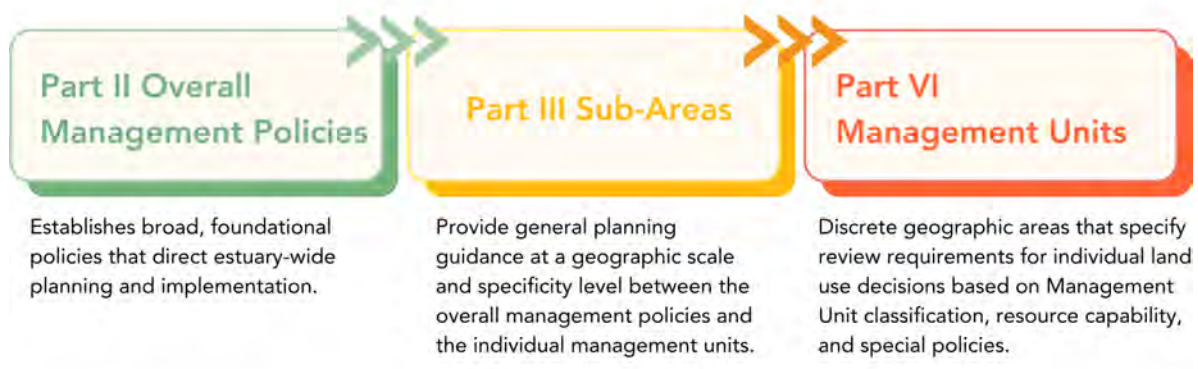 Part II Overall
Management Policies
Establishes broad, foundational
policies that direct estuary-wide
planning and implementation.
Part III Sub-Areas
Provide general planning
guidance at a geographic scale
and specificity level between the
overall management policies and
the individual management units.
Part VI
Management Units
Discrete geographic areas that specify
review requirements for individual land
use decisions based on Management
Unit classification, resource capability,
and special policies.